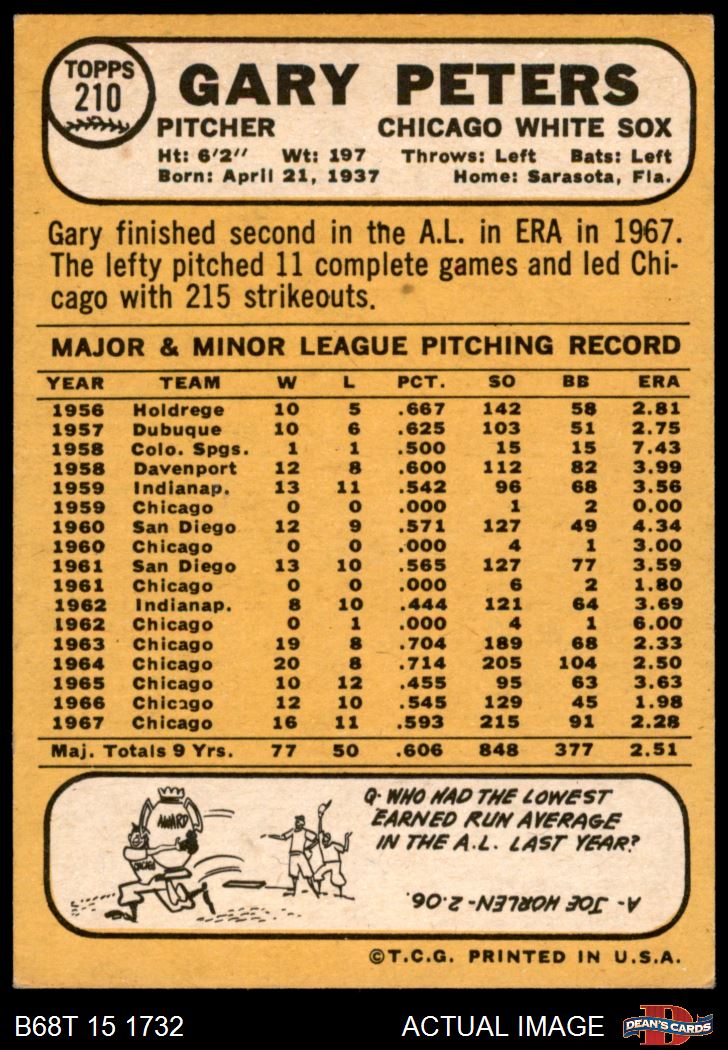 TOPPS
210
GARY PETERS
PITCHER CHICAGO WHITE SOX
Ht: 6'2" Wt: 197 Throws: Left Bats: Left
Born: April 21, 1937 Home: Sarasota, Fla.
Gary finished second in the A.L. in ERA in 1967.
The lefty pitched 11 complete games and led Chi-
cago with 215 strikeouts.
MAJOR & MINOR LEAGUE PITCHING RECORD
YEAR TEAM W L PCT. SO BB ERA
1956 Holdrege 10 5 .667 142 58 2.81
1957 Dubuque 10 6 .625 103 51 2.75
1958 Colo. Spgs. 1 1 .500 15 15 7.43
1958 Davenport 12 8 .600 112 82 3.99
1959 Indianap. 13 11 .542 96 68 3.56
1959 Chicago 0 0 .000 1 2 0.00
1960 San Diego 12 9 .571 127 49 4.34
1960 Chicago 0 0 .000 4 1 3.00
1961 San Diego 13 10 .565 127 77 3.59
1961 Chicago 0 0 .000 6 2 1.80
1962 Indianap. 8 10 .444 121 64 3.69
1962 Chicago 0 1 .000 4 1 6.00
1963 Chicago 19 8 .704 189 68 2.33
1964 Chicago 20 8 .714 205 104 2.50
1965 Chicago 10 12 .455 95 63 3.63
1966 Chicago 12 10 .545 129 45 1.98
1967 Chicago 16 11 .593 215 91 2.28
Maj. Totals 9 Yrs. 77 50 .606 848 377 2.51
AWARD
CHICAGO
Q- WHO HAD THE LOWEST
EARNED RUN AVERAGE
IN THE A.L. LAST YEAR?
A- JOE HORLEN-2.06.
©T.C.G. PRINTED IN U.S.A.
B68T 15 1732 ACTUAL IMAGE
D
DEAN'S CARDS